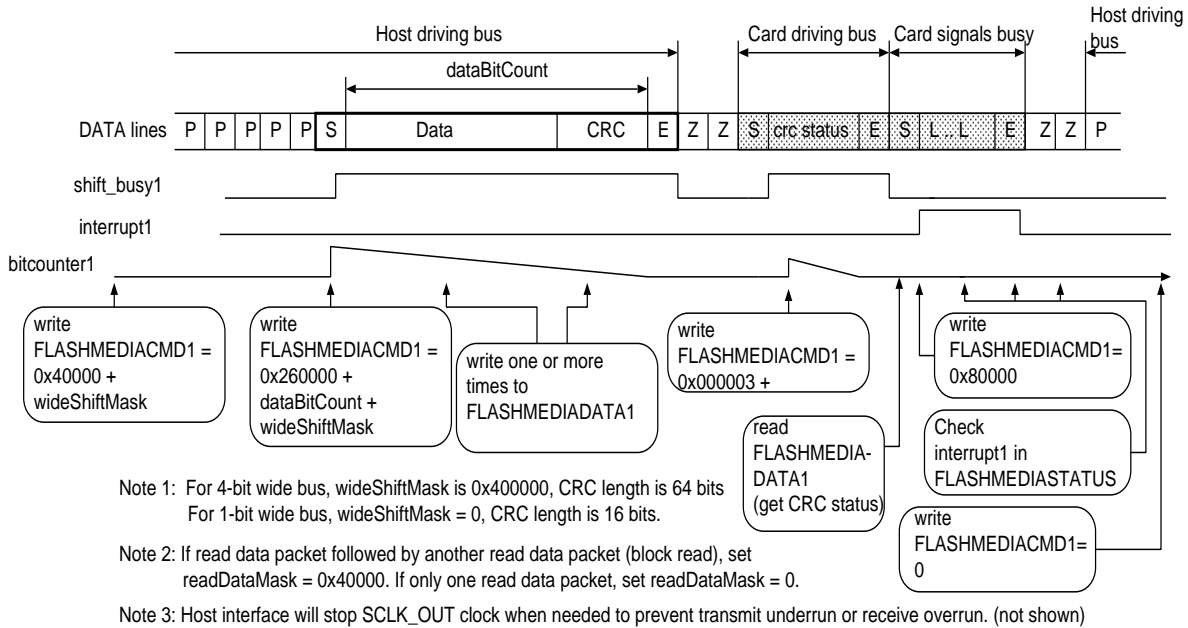 Host driving bus
Card driving bus
Card signals busy
Host driving
bus
dataBitCount
DATA lines P P P P P S Data CRC E Z Z S crc status E S L .. L E Z Z P
shift_busy1
interrupt1
bitcounter1
write
FLASHMEDIACMD1 =
0x40000 +
wideShiftMask
write
FLASHMEDIACMD1 =
0x260000 +
dataBitCount +
wideShiftMask
write one or more
times to
FLASHMEDIADATA1
write
FLASHMEDIACMD1 =
0x000003 +
read
FLASHMEDIA-
DATA1
(get CRC status)
write
FLASHMEDIACMD1=
0x80000
Check
interrupt1 in
FLASHMEDIASTATUS
write
FLASHMEDIACMD1=
0
Note 1: For 4-bit wide bus, wideShiftMask is 0x400000, CRC length is 64 bits
For 1-bit wide bus, wideShiftMask = 0, CRC length is 16 bits.
Note 2: If read data packet followed by another read data packet (block read), set
readDataMask = 0x40000. If only one read data packet, set readDataMask = 0.
Note 3: Host interface will stop SCLK_OUT clock when needed to prevent transmit underrun or receive overrun. (not shown)